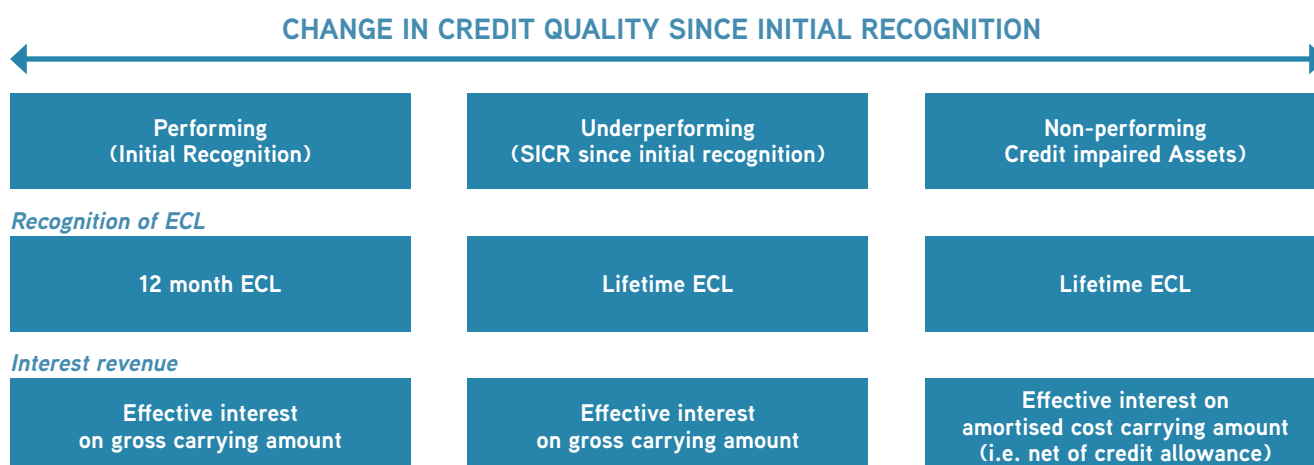 CHANGE IN CREDIT QUALITY SINCE INITIAL RECOGNITION
Performing
(Initial Recognition)
Underperforming
(SICR since initial recognition)
Non-performing
Credit impaired Assets)
Recognition of ECL
12 month ECL
Lifetime ECL
Lifetime ECL
Interest revenue
Effective interest
on gross carrying amount
Effective interest
on gross carrying amount
Effective interest on
amortised cost carrying amount
(i.e. net of credit allowance)